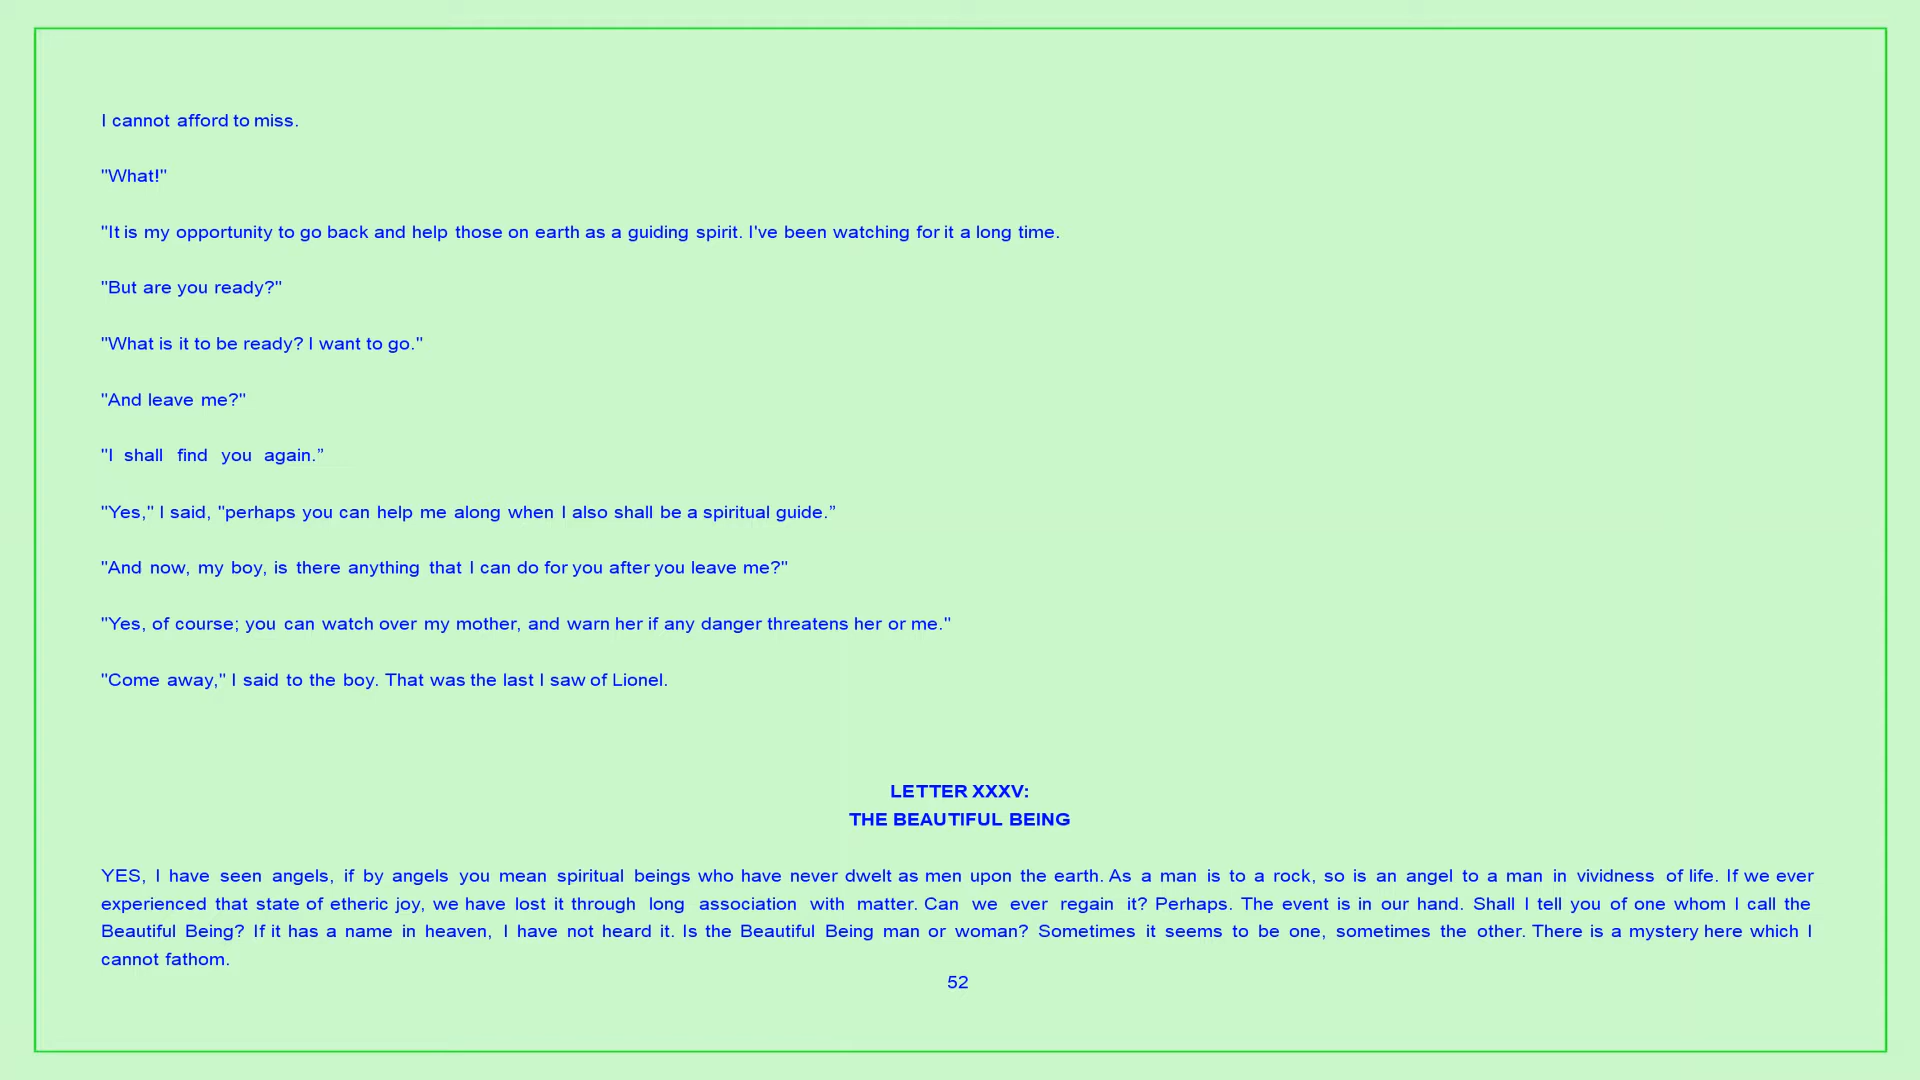 I cannot afford to miss.
"What!"
"It is my opportunity to go back and help those on earth as a guiding spirit. I've been watching for it a long time.
"But are you ready?"
"What is it to be ready? I want to go."
"And leave me?"
"I shall find you again.”
"Yes," I said, "perhaps you can help me along when I also shall be a spiritual guide.”
"And now, my boy, is there anything that I can do for you after you leave me?"
"Yes, of course; you can watch over my mother, and warn her if any danger threatens her or me."
"Come away," I said to the boy. That was the last I saw of Lionel.
LETTER XXXV:
THE BEAUTIFUL BEING
YES, I have seen angels, if by angels you mean spiritual beings who have never dwelt as men upon the earth. As a man is to a rock, so is an angel to a man in vividness of life. If we ever
experienced that state of etheric joy, we have lost it through long association with matter. Can we ever regain it? Perhaps. The event is in our hand. Shall I tell you of one whom I call the
Beautiful Being? If it has a name in heaven, I have not heard it. Is the Beautiful Being man or woman? Sometimes it seems to be one, sometimes the other. There is a mystery here which I
cannot fathom.
52